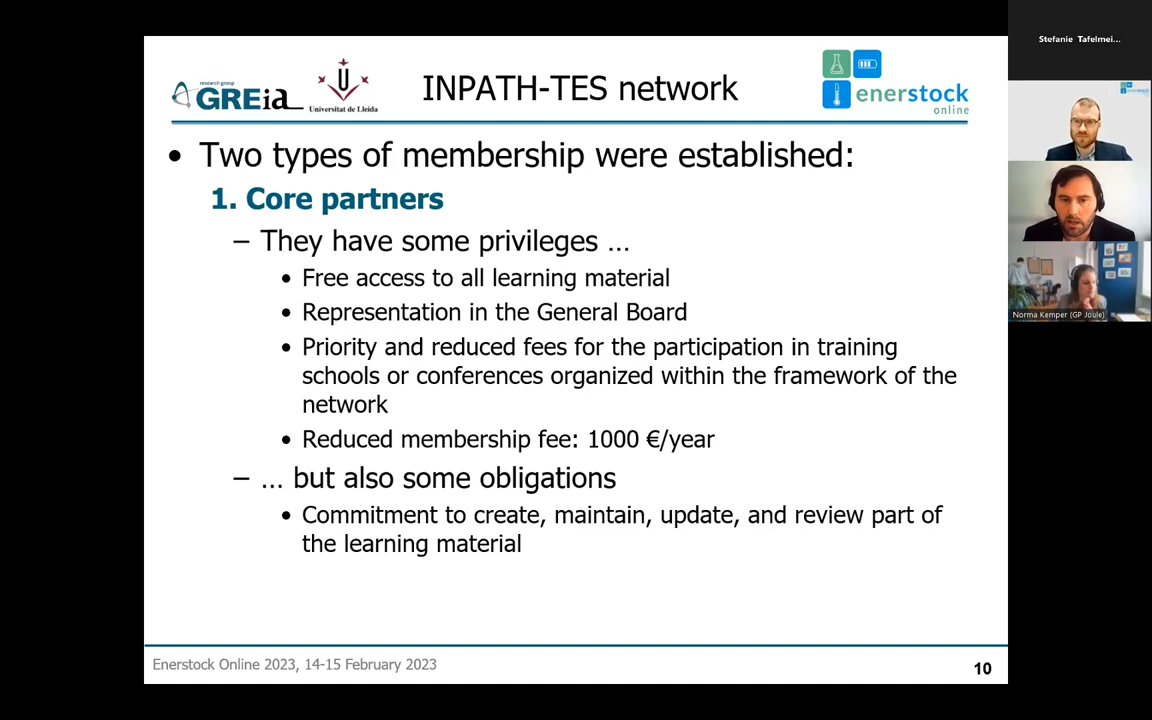 Stefanie Tafelmei...
research group
GREiA
Universitat de Lleida
INPATH-TES network
enerstock
online
• Two types of membership were established:
1. Core partners
– They have some privileges ...
• Free access to all learning material
• Representation in the General Board
• Priority and reduced fees for the participation in training
schools or conferences organized within the framework of the
network
• Reduced membership fee: 1000 €/year
– ... but also some obligations
• Commitment to create, maintain, update, and review part of
the learning material
Enerstock Online 2023, 14-15 February 2023
10
Norma Kemper (GP Joule)